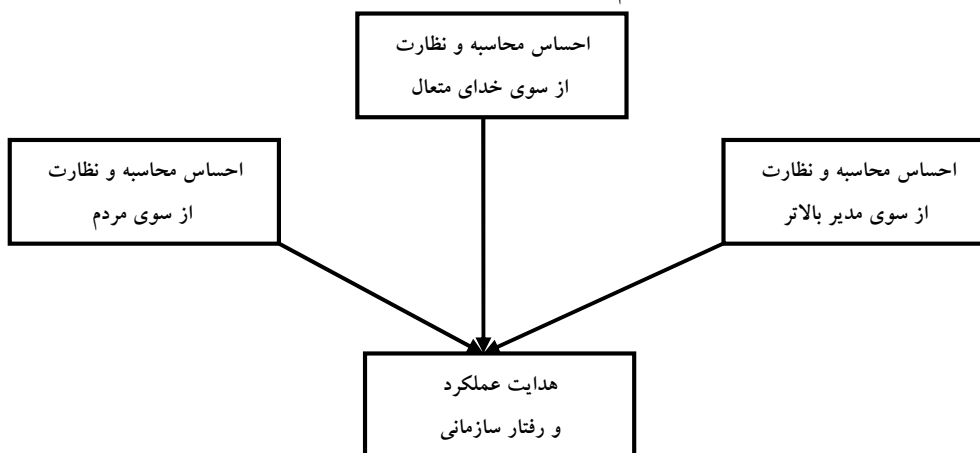 احساس محاسبه و نظارت
از سوی خدای متعال
احساس محاسبه و نظارت
از سوی مدیر بالاتر
احساس محاسبه و نظارت
از سوی مردم
هدایت عملکرد
و رفتار سازمانی